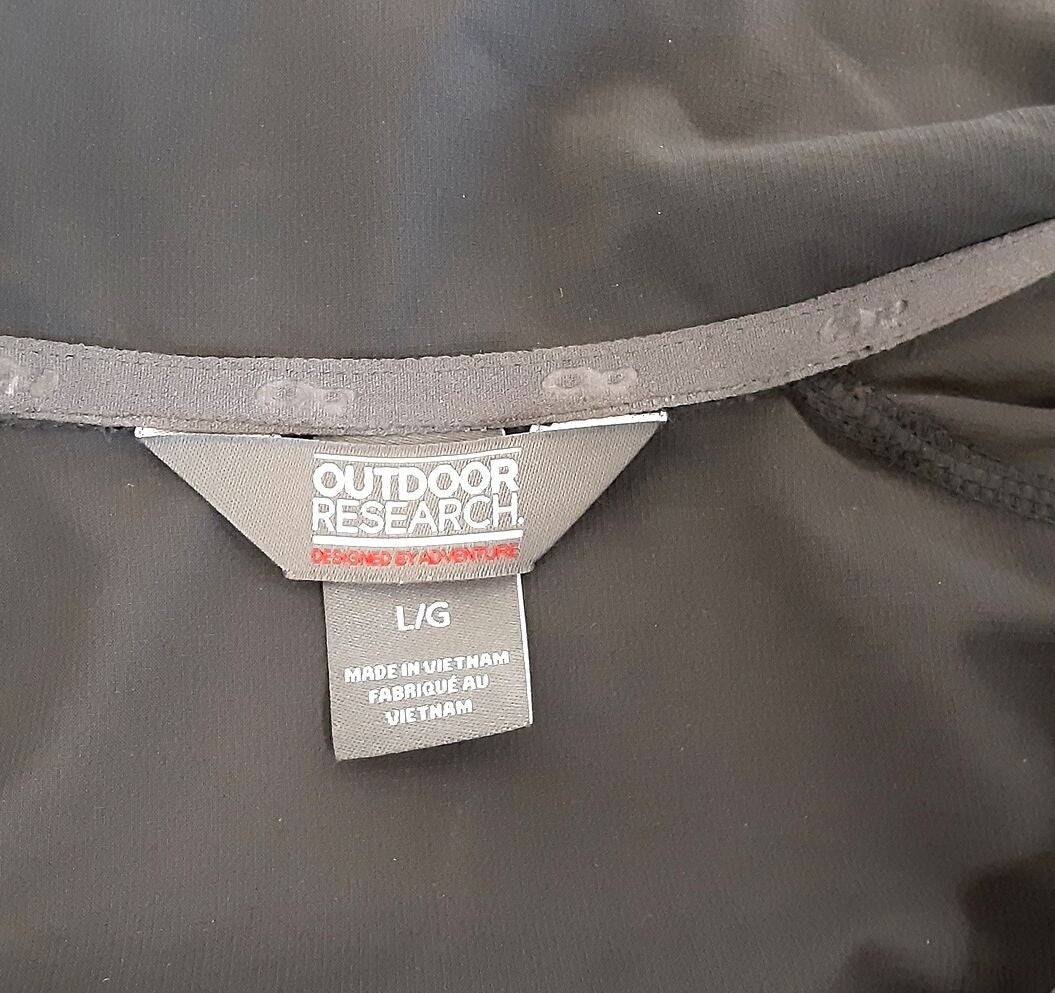 OUTDOOR
RESEARCH.
DESIGNED BY ADVENTURE
L/G
MADE IN VIETNAM
FABRIQUÉ AU
VIETNAM